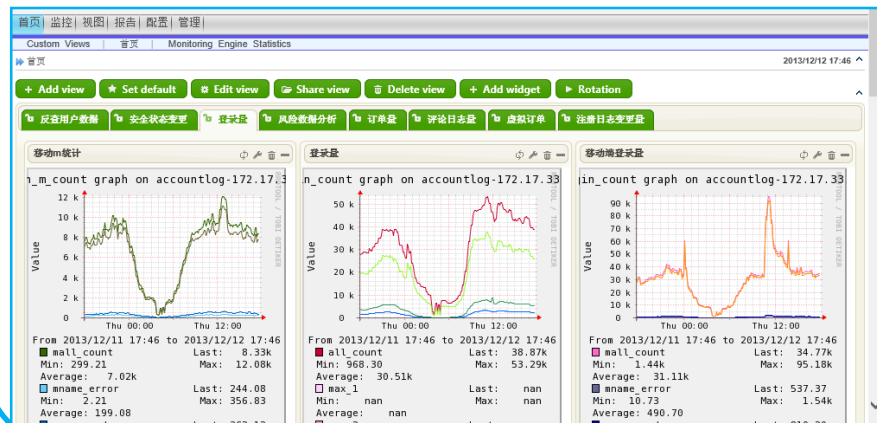 首页 监控 视图 报告 配置 管理
Custom Views 首页 Monitoring Engine Statistics
首页 2013/12/12 17:46
+ Add view Set default Edit view Share view Delete view + Add widget Rotation
反查用户数据 安全状态变更 登录量 风险数据分析 订单量 评论日志量 虚拟订单 注册日志变更量
移动m统计
n_m_count graph on accountlog-172.17.3
12 k
10 k
8 k
6 k
4 k
2 k
0
Value
Thu 00:00 Thu 12:00
From 2013/12/11 17:46 to 2013/12/12 17:46
mall_count Last: 8.33k
Min: 299.21 Max: 12.08k
Average: 7.02k
mname_error Last: 244.08
Min: 2.21 Max: 356.83
Average: 199.08
登录量
in_count graph on accountlog-172.17.33
TOOL / TOBI OETIKER
50 k
40 k
30 k
20 k
10 k
0
Value
Thu 00:00 Thu 12:00
From 2013/12/11 17:46 to 2013/12/12 17:46
all_count Last: 38.87k
Min: 968.30 Max: 53.29k
Average: 30.51k
max_1 Last: nan
Min: nan Max: nan
Average: nan
移动端登录量
in_count graph on accountlog-172.17.33
TOOL / TOBI OETIKER
90 k
80 k
70 k
60 k
50 k
40 k
30 k
20 k
10 k
0
Value
Thu 00:00 Thu 12:00
From 2013/12/11 17:46 to 2013/12/12 17:46
mall_count Last: 34.77k
Min: 1.44k Max: 95.18k
Average: 31.11k
mname_error Last: 537.37
Min: 10.73 Max: 1.54k
Average: 490.70